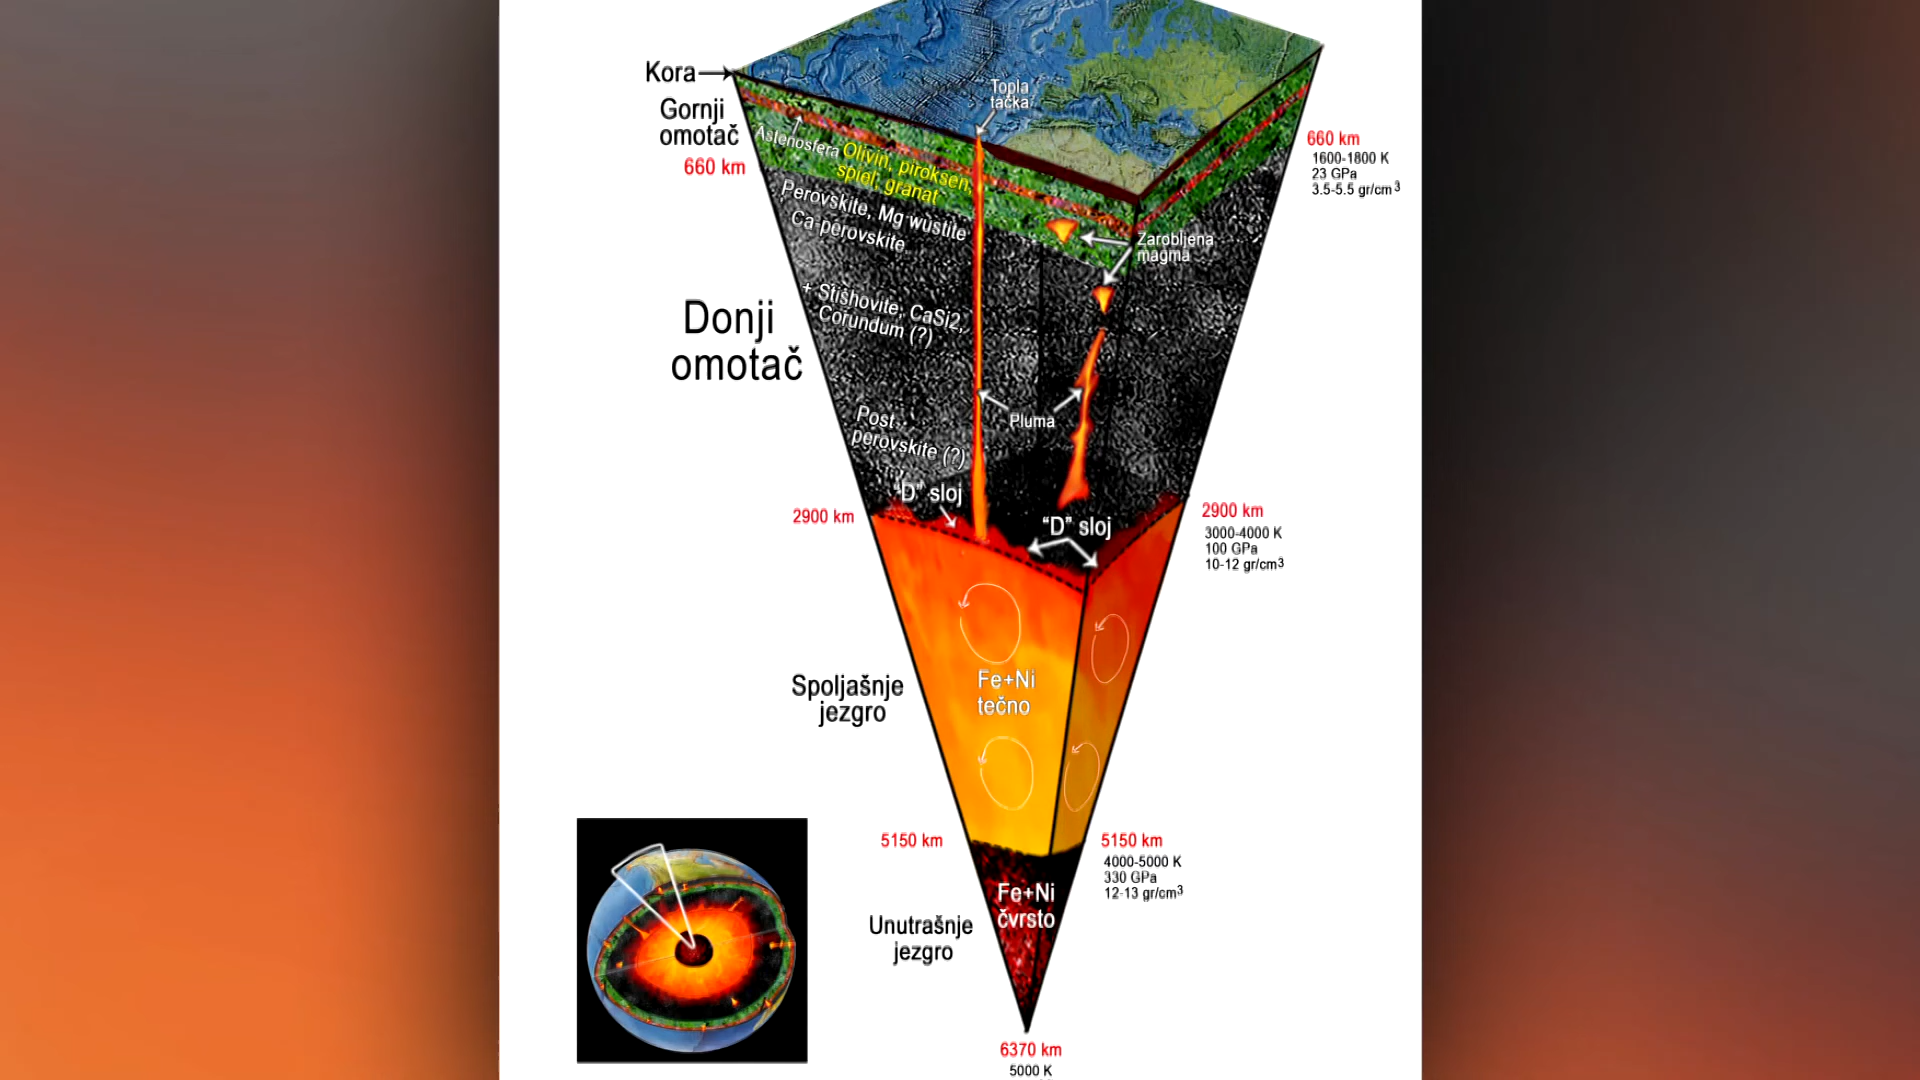 Kora
Gornji
omotač
660 km
Topla
tačka
Astenosfera
Olivin, piroksen,
spiel, granat
Perovskite, Mg wustite
Ca-perovskite
660 km
1600-1800 K
23 GPa
3.5-5.5 gr/cm3
Zarobljena
magma
+ Stishovite, CaSi2,
Corundum (?)
Donji
omotač
Pluma
Post
perovskite (?)
"D" sloj
"D" sloj
2900 km
2900 km
3000-4000 K
100 GPa
10-12 gr/cm3
Fe+Ni
tečno
Spoljašnje
jezgro
5150 km
5150 km
4000-5000 K
330 GPa
12-13 gr/cm3
Fe+Ni
čvrsto
Unutrašnje
jezgro
6370 km
5000 K